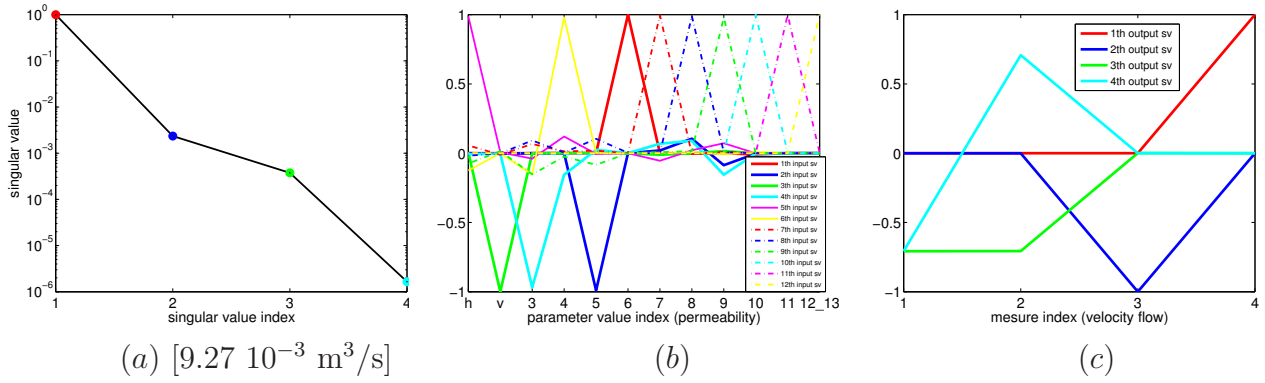 10^0
10^−1
10^−2
10^−3
10^−4
10^−5
10^−6
singular value
1 2 3 4
singular value index
(a) [9.27 10^−3 m^3/s]
1
0.5
0
−0.5
−1
h v 3 4 5 6 7 8 9 10 11 12_13
parameter value index (permeability)
1th input sv
2th input sv
3th input sv
4th input sv
5th input sv
6th input sv
7th input sv
8th input sv
9th input sv
10th input sv
11th input sv
12th input sv
(b)
1
0.5
0
−0.5
−1
1 2 3 4
mesure index (velocity flow)
1th output sv
2th output sv
3th output sv
4th output sv
(c)